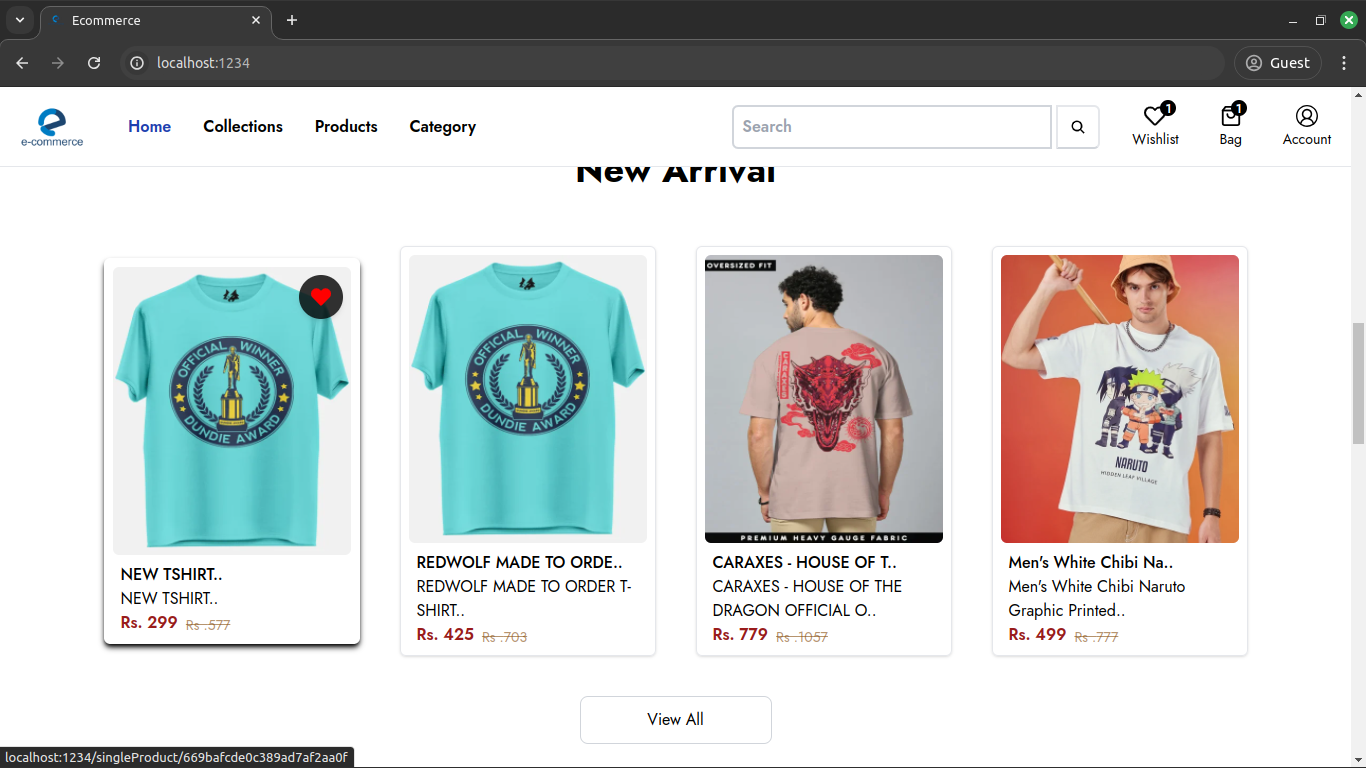 Ecommerce
localhost:1234
Guest
e-commerce
Home
Collections
Products
Category
Search
1
Wishlist
1
Bag
Account
New Arrival
OFFICIAL WINNER
DUNDIE AWARD
NEW TSHIRT..
NEW TSHIRT..
Rs. 299 Rs .577
OFFICIAL WINNER
DUNDIE AWARD
REDWOLF MADE TO ORDE..
REDWOLF MADE TO ORDER T-
SHIRT..
Rs. 425 Rs .703
OVERSIZED FIT
CARAXES
PREMIUM HEAVY GAUGE FABRIC
CARAXES - HOUSE OF T..
CARAXES - HOUSE OF THE
DRAGON OFFICIAL O..
Rs. 779 Rs .1057
NARUTO
HIDDEN LEAF VILLAGE
Men's White Chibi Na..
Men's White Chibi Naruto
Graphic Printed..
Rs. 499 Rs .777
View All
localhost:1234/singleProduct/669bafcde0c389ad7af2aa0f